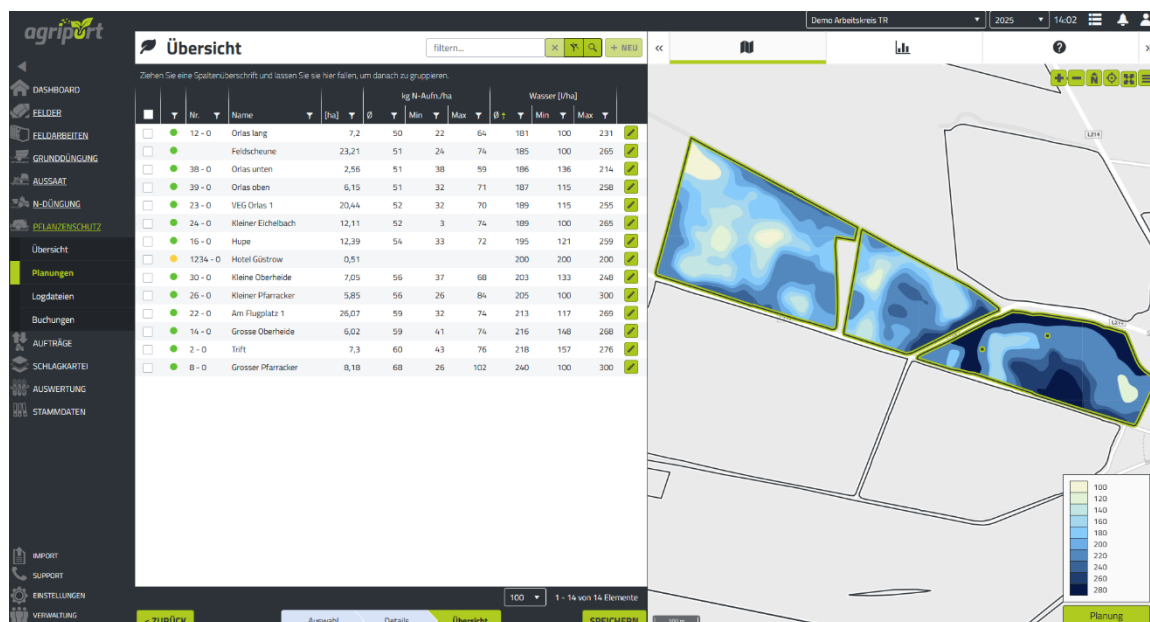 agriport
Demo Arbeitskreis TR
2025
14:02
Übersicht
filtern...
+ NEU
Ziehen Sie eine Spaltenüberschrift und lassen Sie sie hier fallen, um danach zu gruppieren.
kg N-Aufn./ha
Wasser [l/ha]
Nr. Name [ha] Ø Min Max Ø ↑ Min Max
12 - 0 Orlas lang 7,2 50 22 64 181 100 231
Feldscheune 23,21 51 24 74 185 100 265
38 - 0 Orlas unten 2,56 51 38 59 186 136 214
39 - 0 Orlas oben 6,15 51 32 71 187 115 258
23 - 0 VEG Orlas 1 20,44 52 32 70 189 115 255
24 - 0 Kleiner Eichelbach 12,11 52 3 74 189 100 265
16 - 0 Hupe 12,39 54 33 72 195 121 259
1234 - 0 Hotel Güstrow 0,51 200 200 200
30 - 0 Kleine Oberheide 7,05 56 37 68 203 133 248
26 - 0 Kleiner Pfarracker 5,85 56 26 84 205 100 300
22 - 0 Am Flugplatz 1 26,07 59 32 74 213 117 269
14 - 0 Grosse Oberheide 6,02 59 41 74 216 148 268
2 - 0 Trift 7,3 60 43 76 218 157 276
8 - 0 Grosser Pfarracker 8,18 68 26 102 240 100 300
DASHBOARD
FELDER
FELDARBEITEN
GRUNDDÜNGUNG
AUSSAAT
N-DÜNGUNG
PFLANZENSCHUTZ
Übersicht
Planungen
Logdateien
Buchungen
AUFTRÄGE
SCHLAGKARTEI
AUSWERTUNG
STAMMDATEN
IMPORT
SUPPORT
EINSTELLUNGEN
VERWALTUNG
100
1 - 14 von 14 Elemente
< ZURÜCK
Auswahl
Details
Übersicht
SPEICHERN
L214
L214
100 m
100
120
140
160
180
200
220
240
260
280
Planung